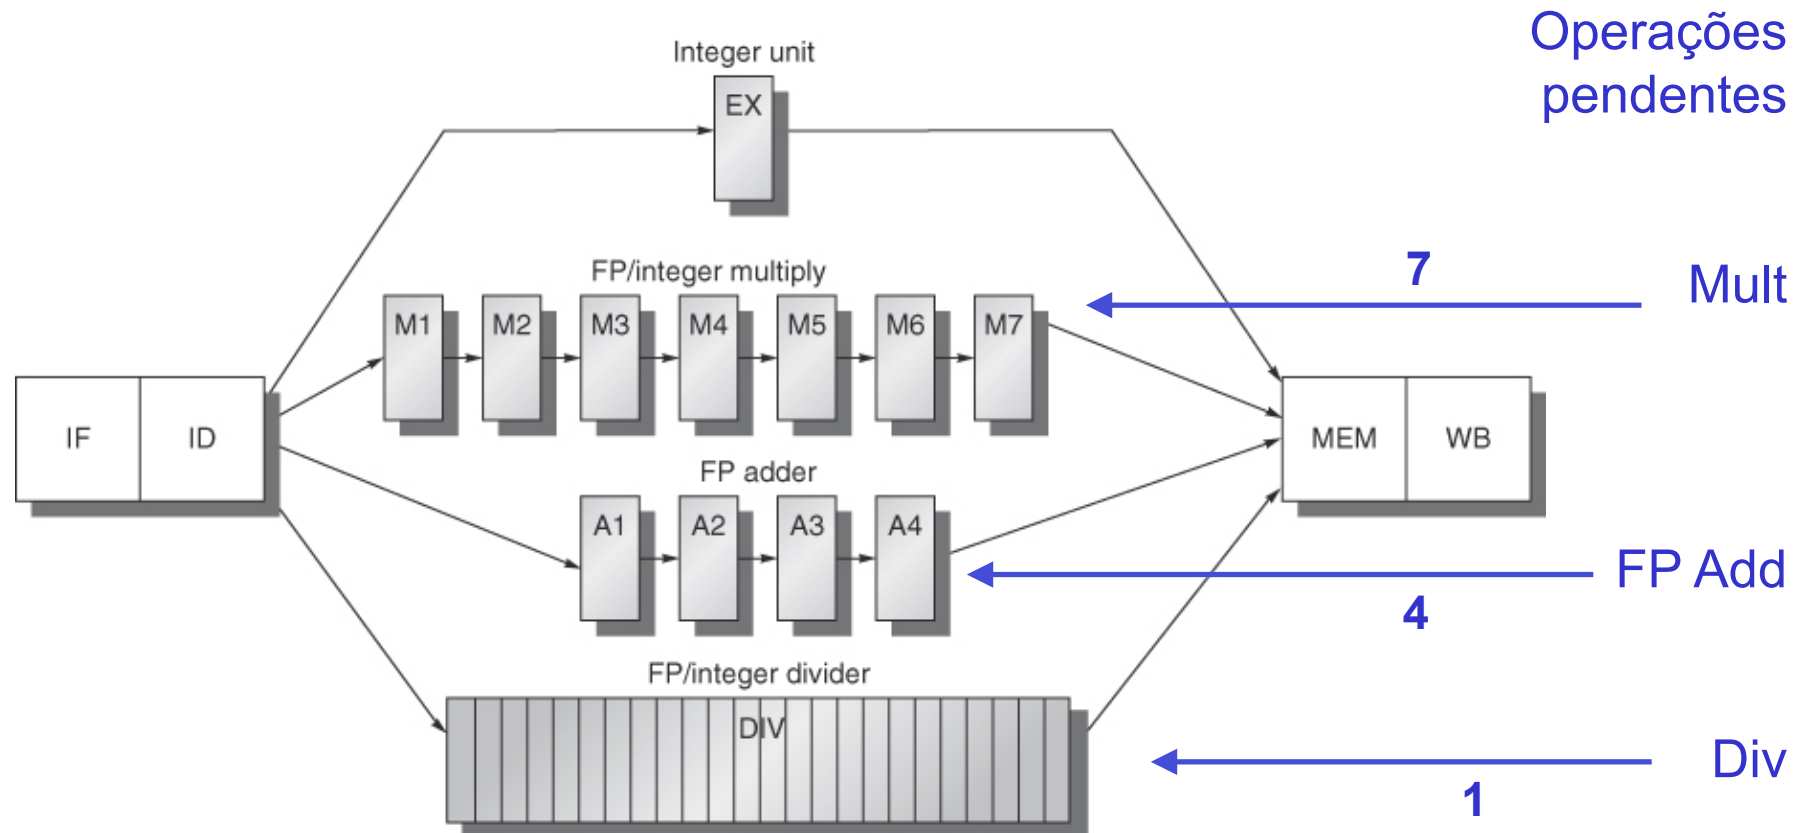 Operações
pendentes
Integer unit
EX
FP/integer multiply
7
Mult
M1 M2 M3 M4 M5 M6 M7
IF ID
MEM WB
FP adder
A1 A2 A3 A4
FP Add
4
FP/integer divider
DIV
Div
1